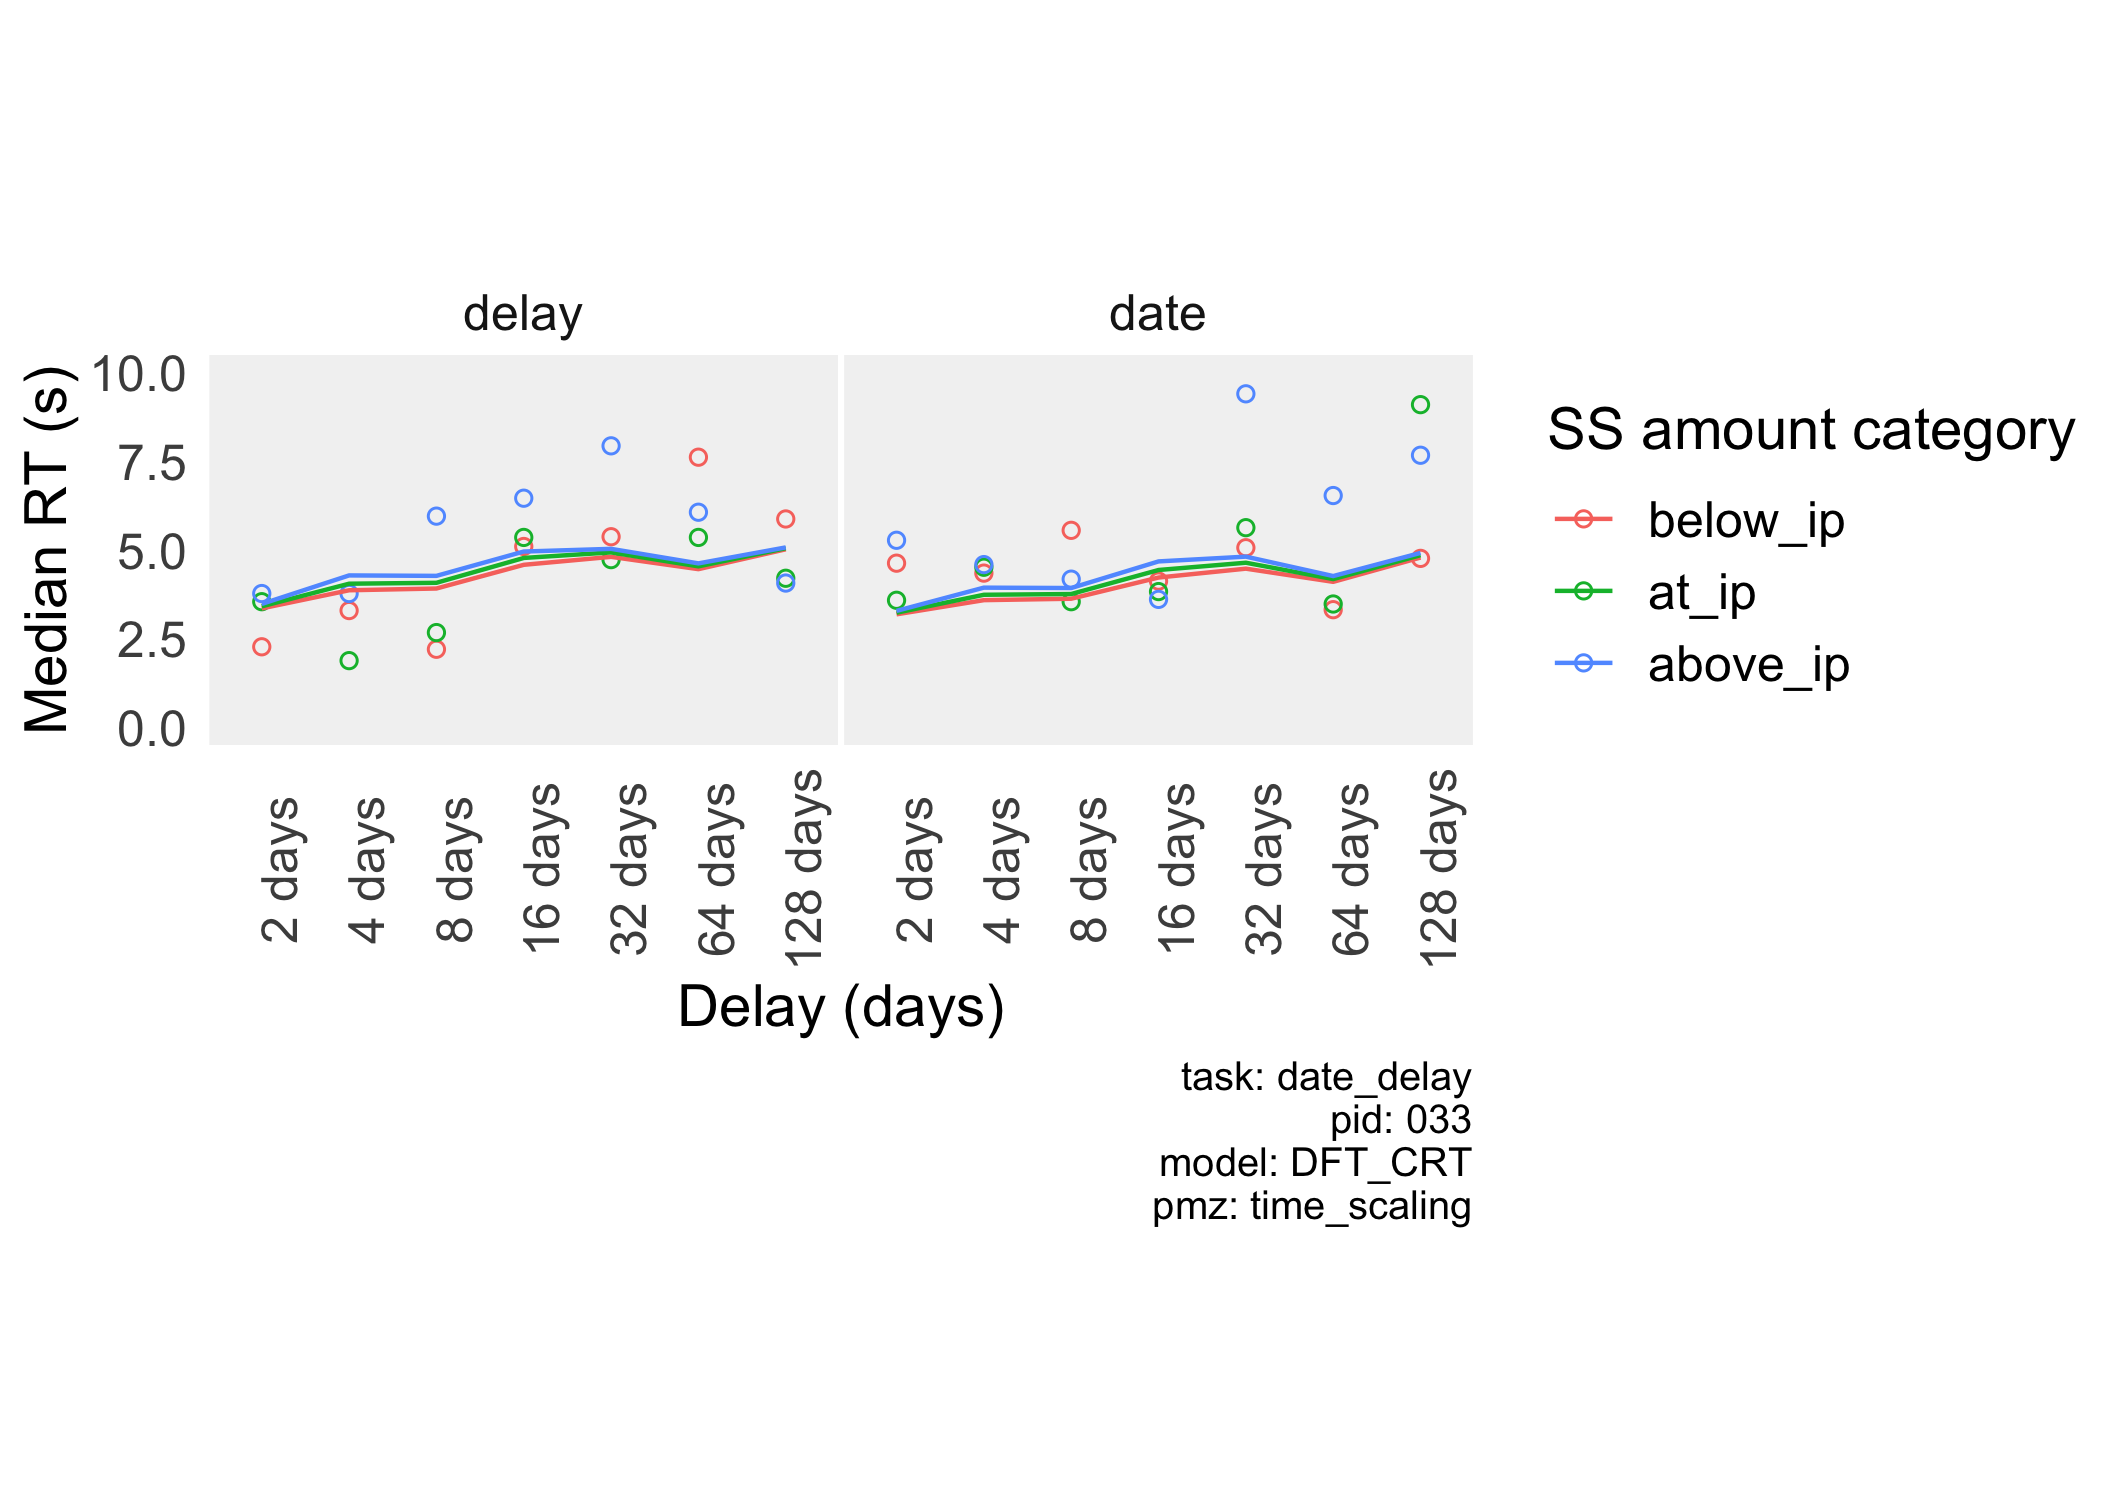 delay
date
Median RT (s)
10.0
7.5
5.0
2.5
0.0
2 days
4 days
8 days
16 days
32 days
64 days
128 days
2 days
4 days
8 days
16 days
32 days
64 days
128 days
Delay (days)
SS amount category
below_ip
at_ip
above_ip
task: date_delay
pid: 033
model: DFT_CRT
pmz: time_scaling